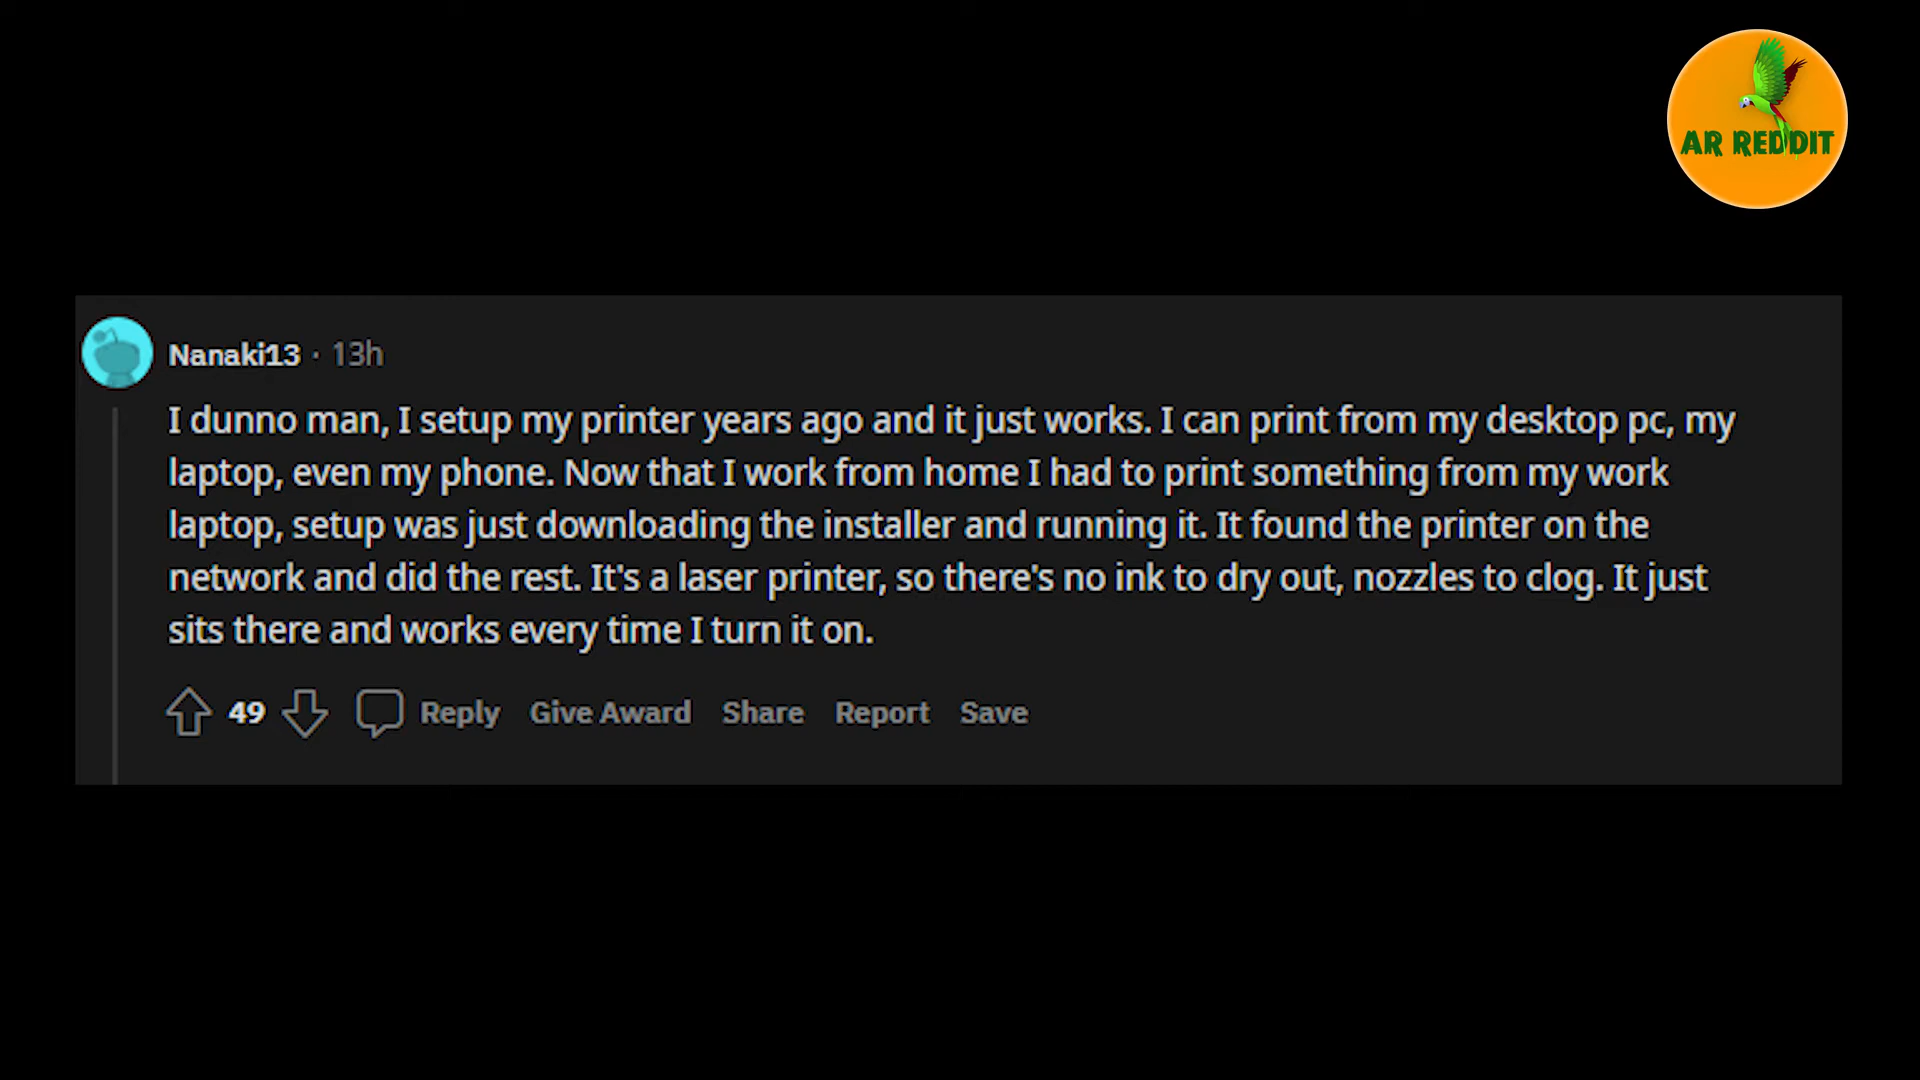 AR REDDIT
Nanaki13 · 13h
I dunno man, I setup my printer years ago and it just works. I can print from my desktop pc, my
laptop, even my phone. Now that I work from home I had to print something from my work
laptop, setup was just downloading the installer and running it. It found the printer on the
network and did the rest. It's a laser printer, so there's no ink to dry out, nozzles to clog. It just
sits there and works every time I turn it on.
49 Reply Give Award Share Report Save